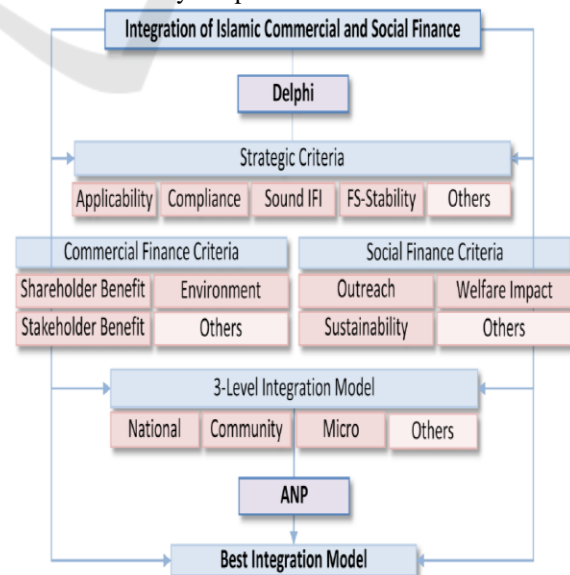 Integration of Islamic Commercial and Social Finance
Delphi
Strategic Criteria
Applicability Compliance Sound IFI FS-Stability Others
Commercial Finance Criteria Social Finance Criteria
Shareholder Benefit Environment Outreach Welfare Impact
Stakeholder Benefit Others Sustainability Others
3-Level Integration Model
National Community Micro Others
ANP
Best Integration Model